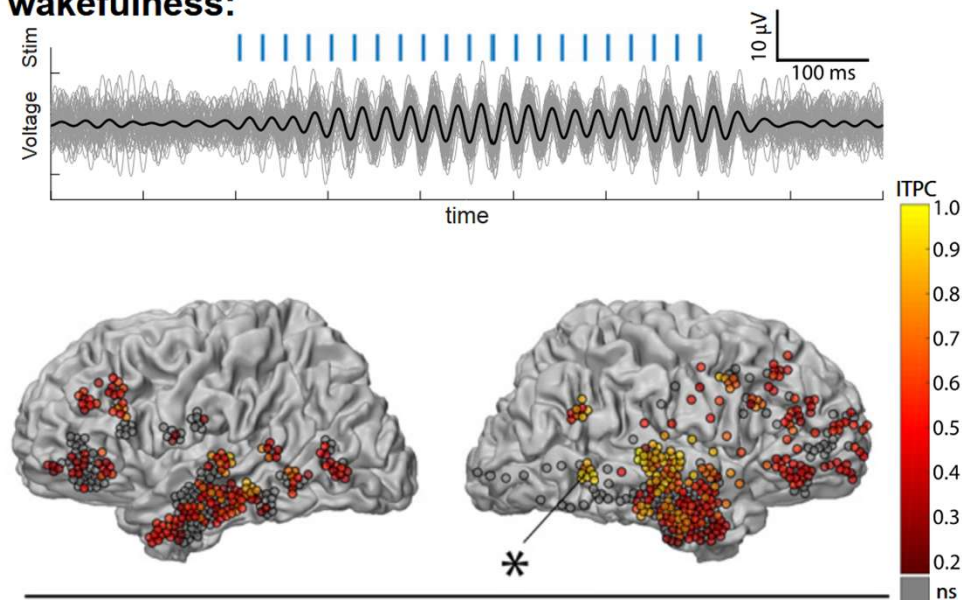 wakefulness:
Stim
Voltage
10 µV
100 ms
time
ITPC
1.0
0.9
0.8
0.7
0.6
0.5
0.4
0.3
0.2
ns
*